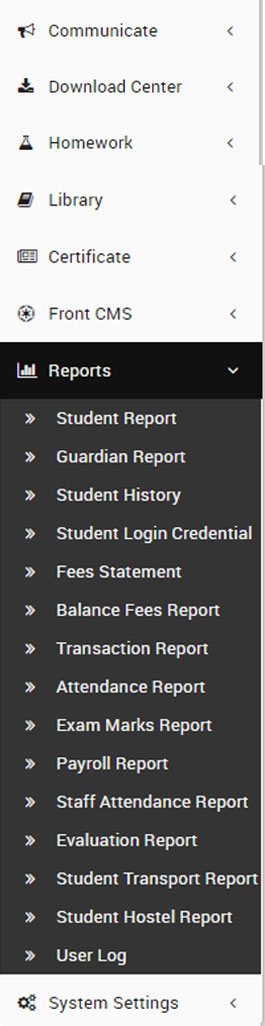 Communicate
Download Center
Homework
Library
Certificate
Front CMS
Reports
Student Report
Guardian Report
Student History
Student Login Credential
Fees Statement
Balance Fees Report
Transaction Report
Attendance Report
Exam Marks Report
Payroll Report
Staff Attendance Report
Evaluation Report
Student Transport Report
Student Hostel Report
User Log
System Settings